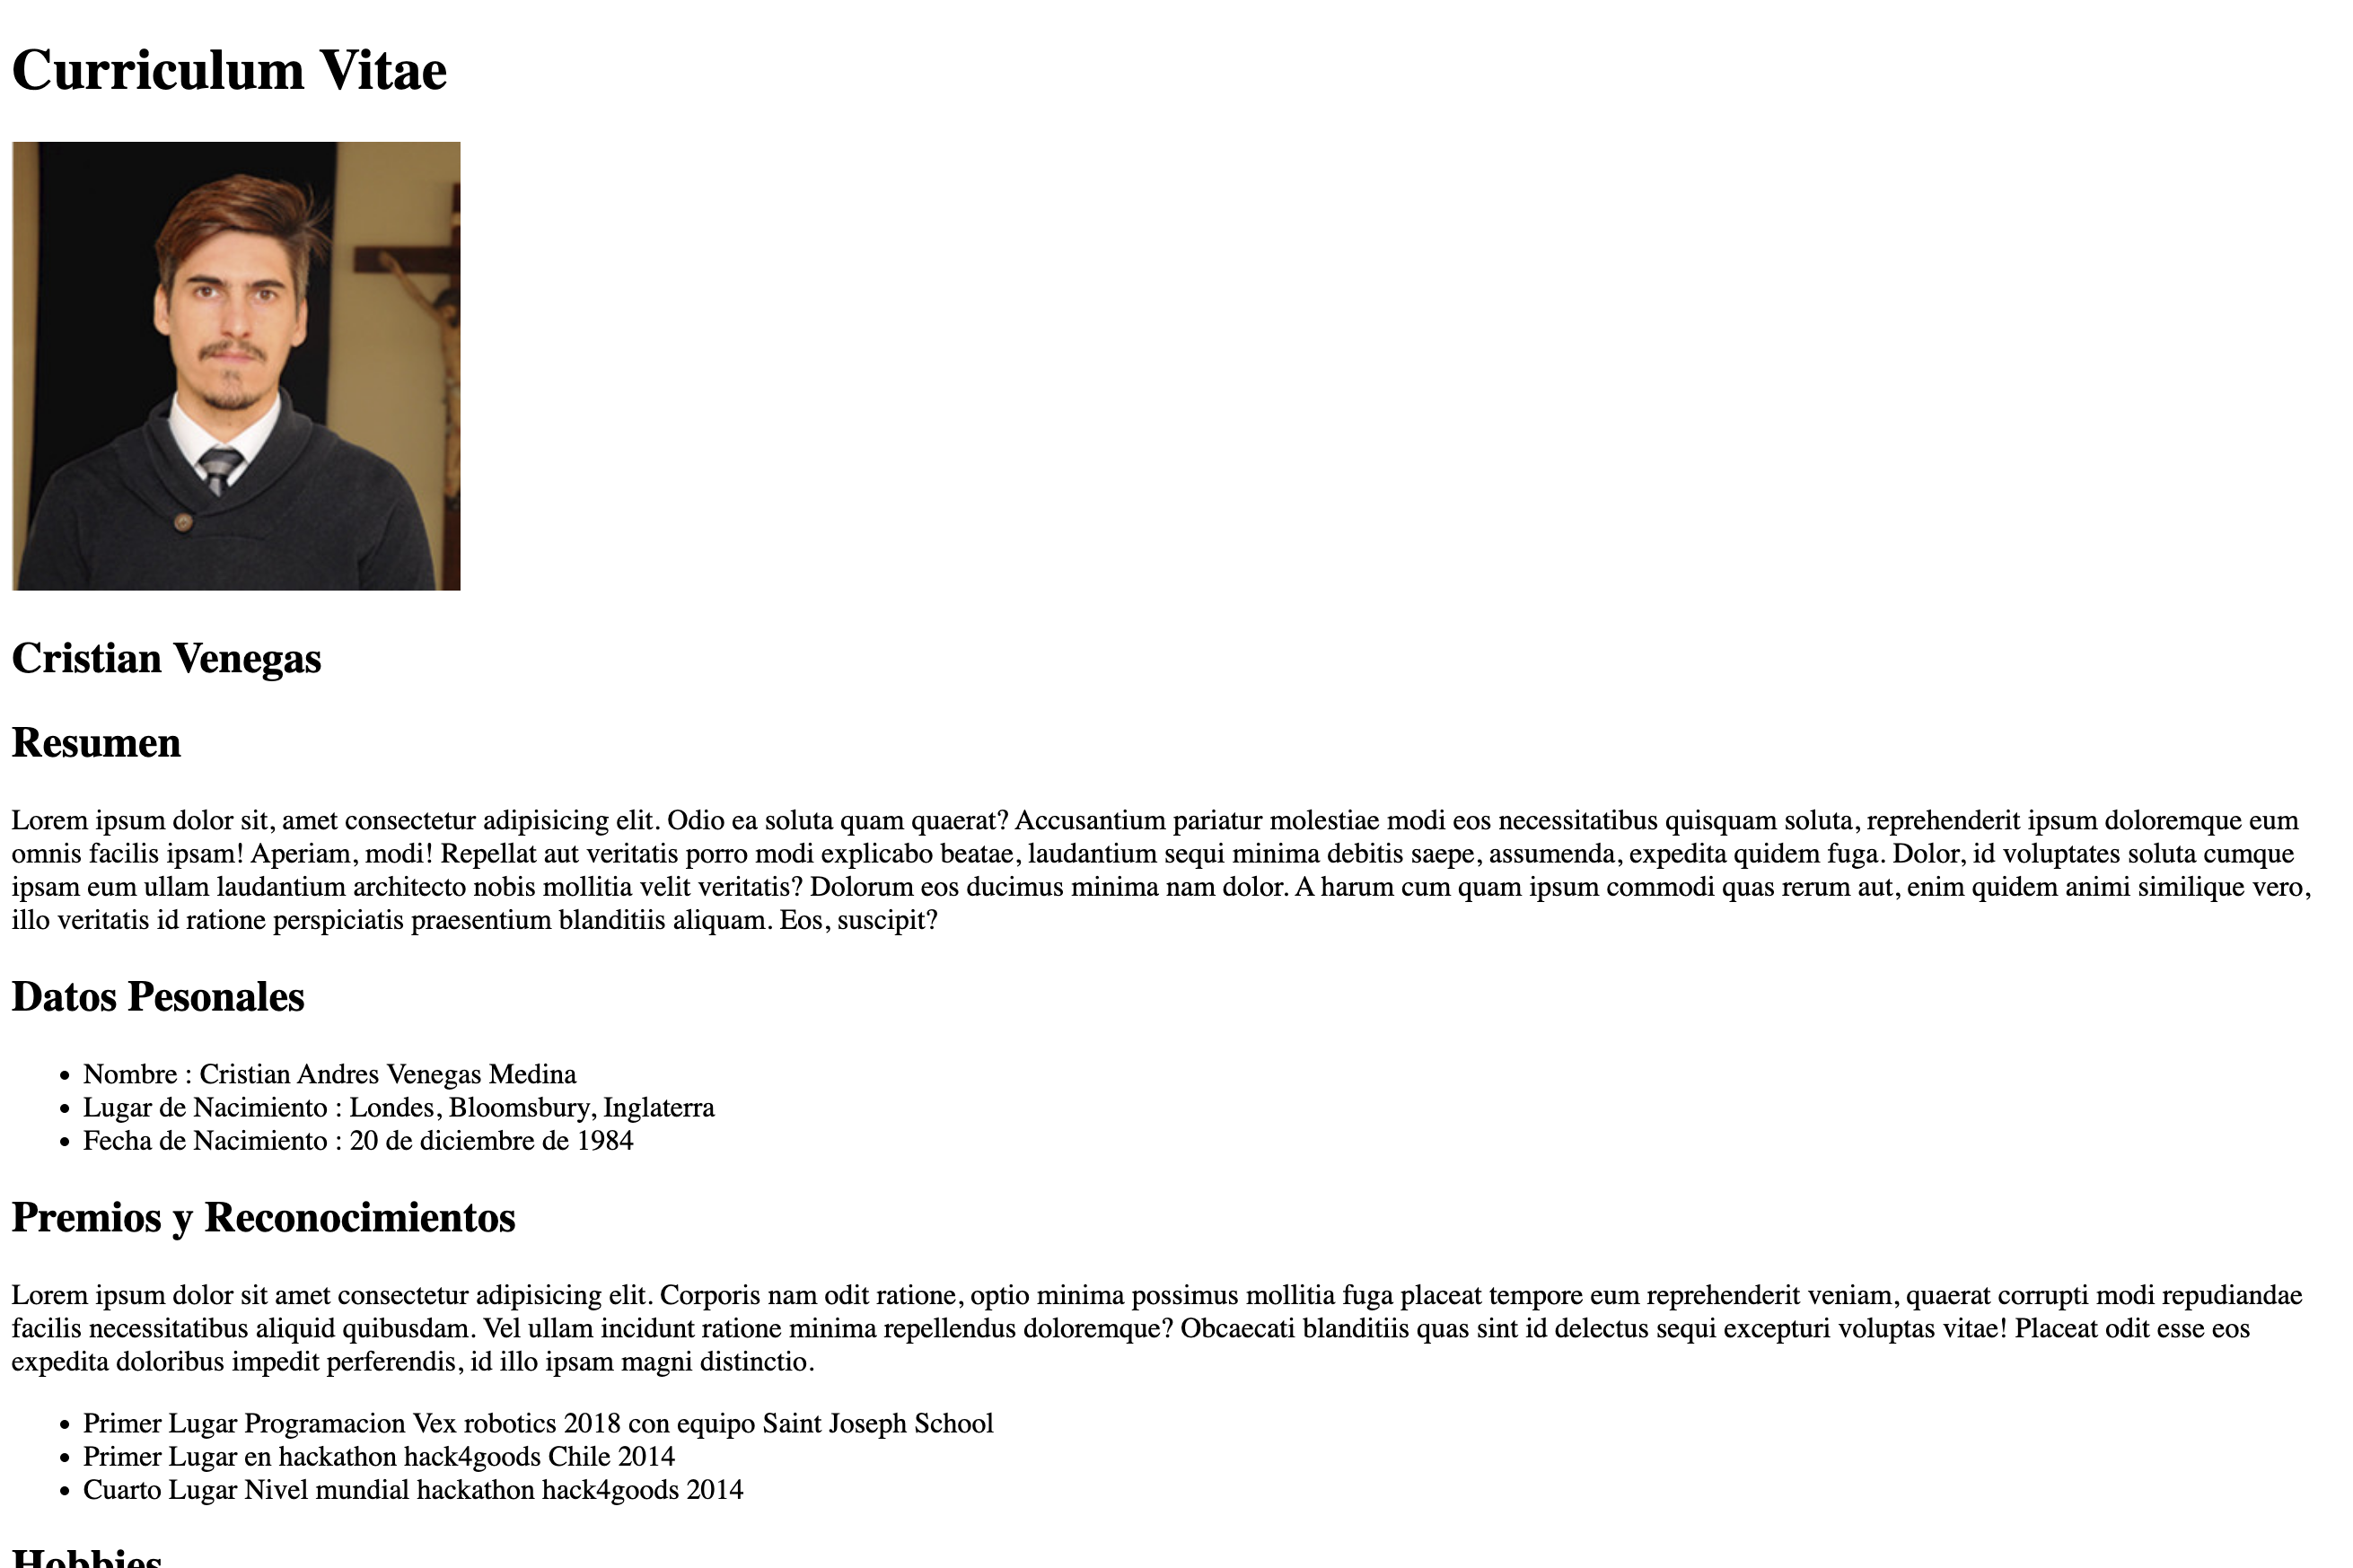 Curriculum Vitae
Cristian Venegas
Resumen
Lorem ipsum dolor sit, amet consectetur adipisicing elit. Odio ea soluta quam quaerat? Accusantium pariatur molestiae modi eos necessitatibus quisquam soluta, reprehenderit ipsum doloremque eum
omnis facilis ipsam! Aperiam, modi! Repellat aut veritatis porro modi explicabo beatae, laudantium sequi minima debitis saepe, assumenda, expedita quidem fuga. Dolor, id voluptates soluta cumque
ipsam eum ullam laudantium architecto nobis mollitia velit veritatis? Dolorum eos ducimus minima nam dolor. A harum cum quam ipsum commodi quas rerum aut, enim quidem animi similique vero,
illo veritatis id ratione perspiciatis praesentium blanditiis aliquam. Eos, suscipit?
Datos Pesonales
• Nombre : Cristian Andres Venegas Medina
• Lugar de Nacimiento : Londes, Bloomsbury, Inglaterra
• Fecha de Nacimiento : 20 de diciembre de 1984
Premios y Reconocimientos
Lorem ipsum dolor sit amet consectetur adipisicing elit. Corporis nam odit ratione, optio minima possimus mollitia fuga placeat tempore eum reprehenderit veniam, quaerat corrupti modi repudiandae
facilis necessitatibus aliquid quibusdam. Vel ullam incidunt ratione minima repellendus doloremque? Obcaecati blanditiis quas sint id delectus sequi excepturi voluptas vitae! Placeat odit esse eos
expedita doloribus impedit perferendis, id illo ipsam magni distinctio.
• Primer Lugar Programacion Vex robotics 2018 con equipo Saint Joseph School
• Primer Lugar en hackathon hack4goods Chile 2014
• Cuarto Lugar Nivel mundial hackathon hack4goods 2014
Hobbies